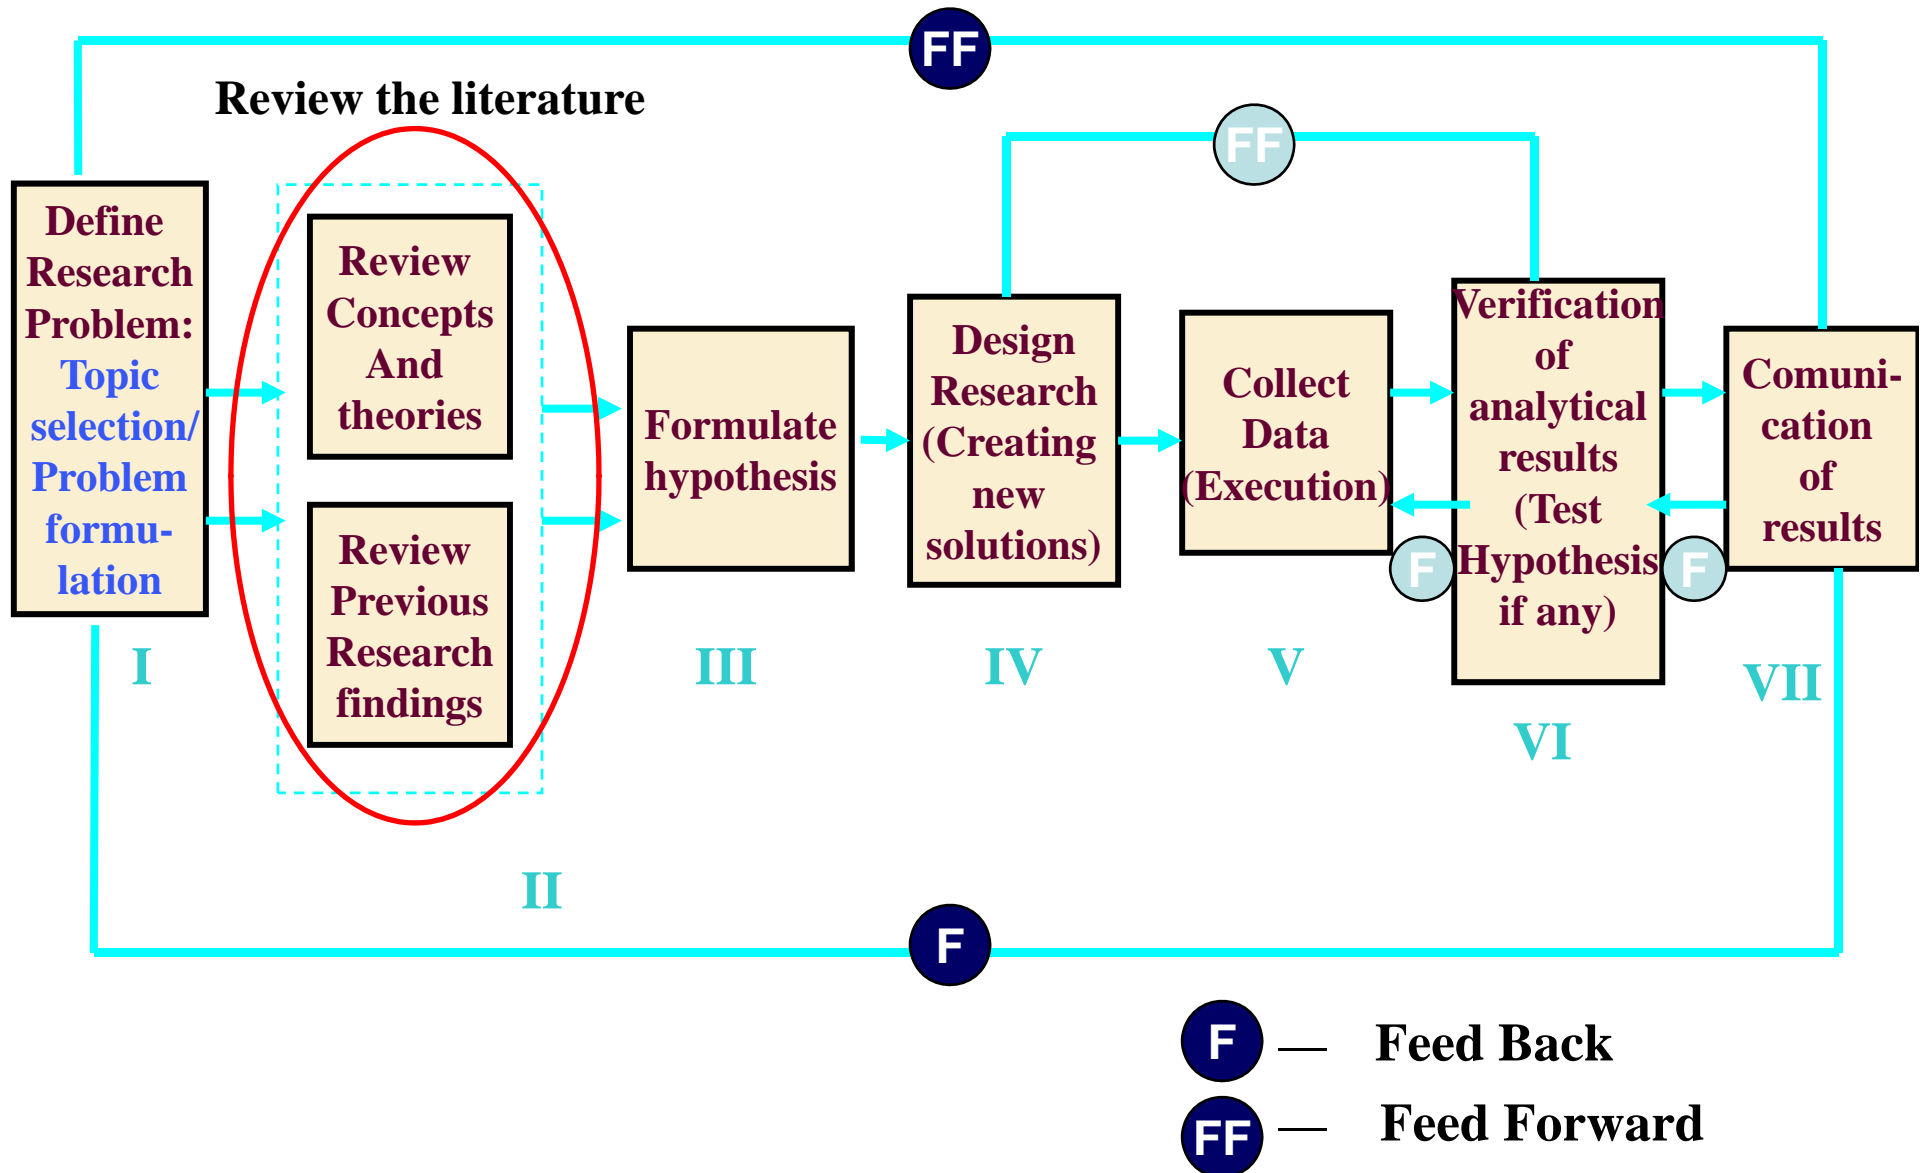 FF
Review the literature
FF
Define
Research
Problem:
Topic
selection/
Problem
formu-
lation
I
Review
Concepts
And
theories
Review
Previous
Research
findings
II
Formulate
hypothesis
III
Design
Research
(Creating
new
solutions)
IV
Collect
Data
(Execution)
V
F
Verification
of
analytical
results
(Test
Hypothesis
if any)
VI
F
Comuni-
cation
of
results
VII
F
F — Feed Back
FF — Feed Forward